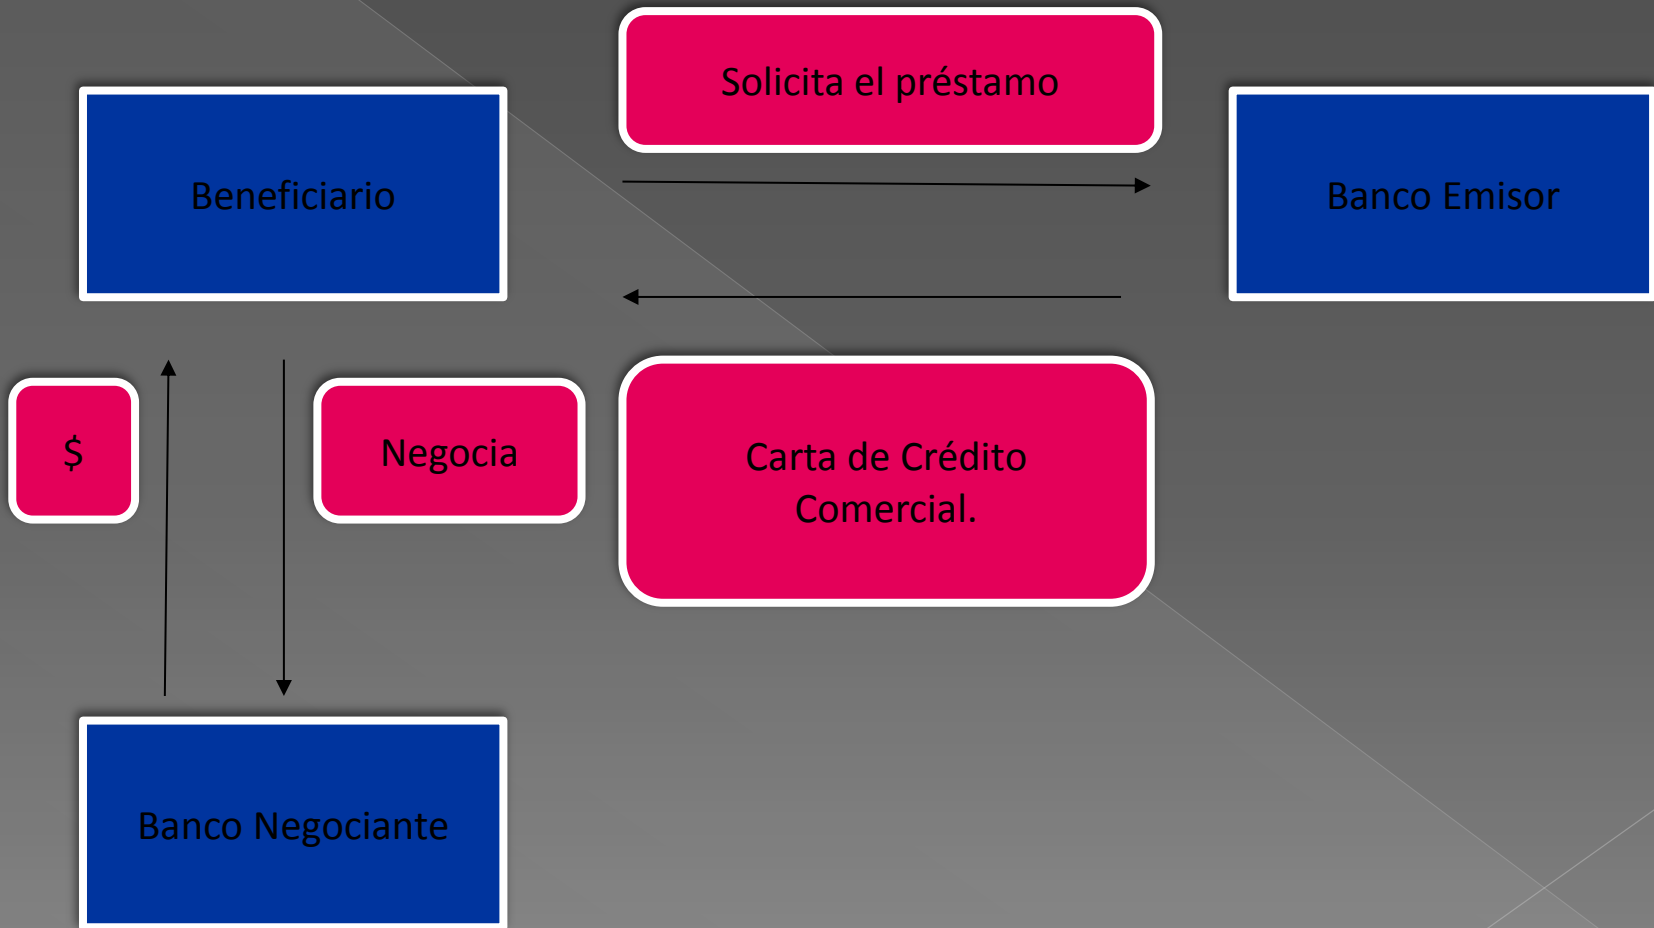 Solicita el préstamo
Beneficiario
Banco Emisor
$
Negocia
Carta de Crédito
Comercial.
Banco Negociante